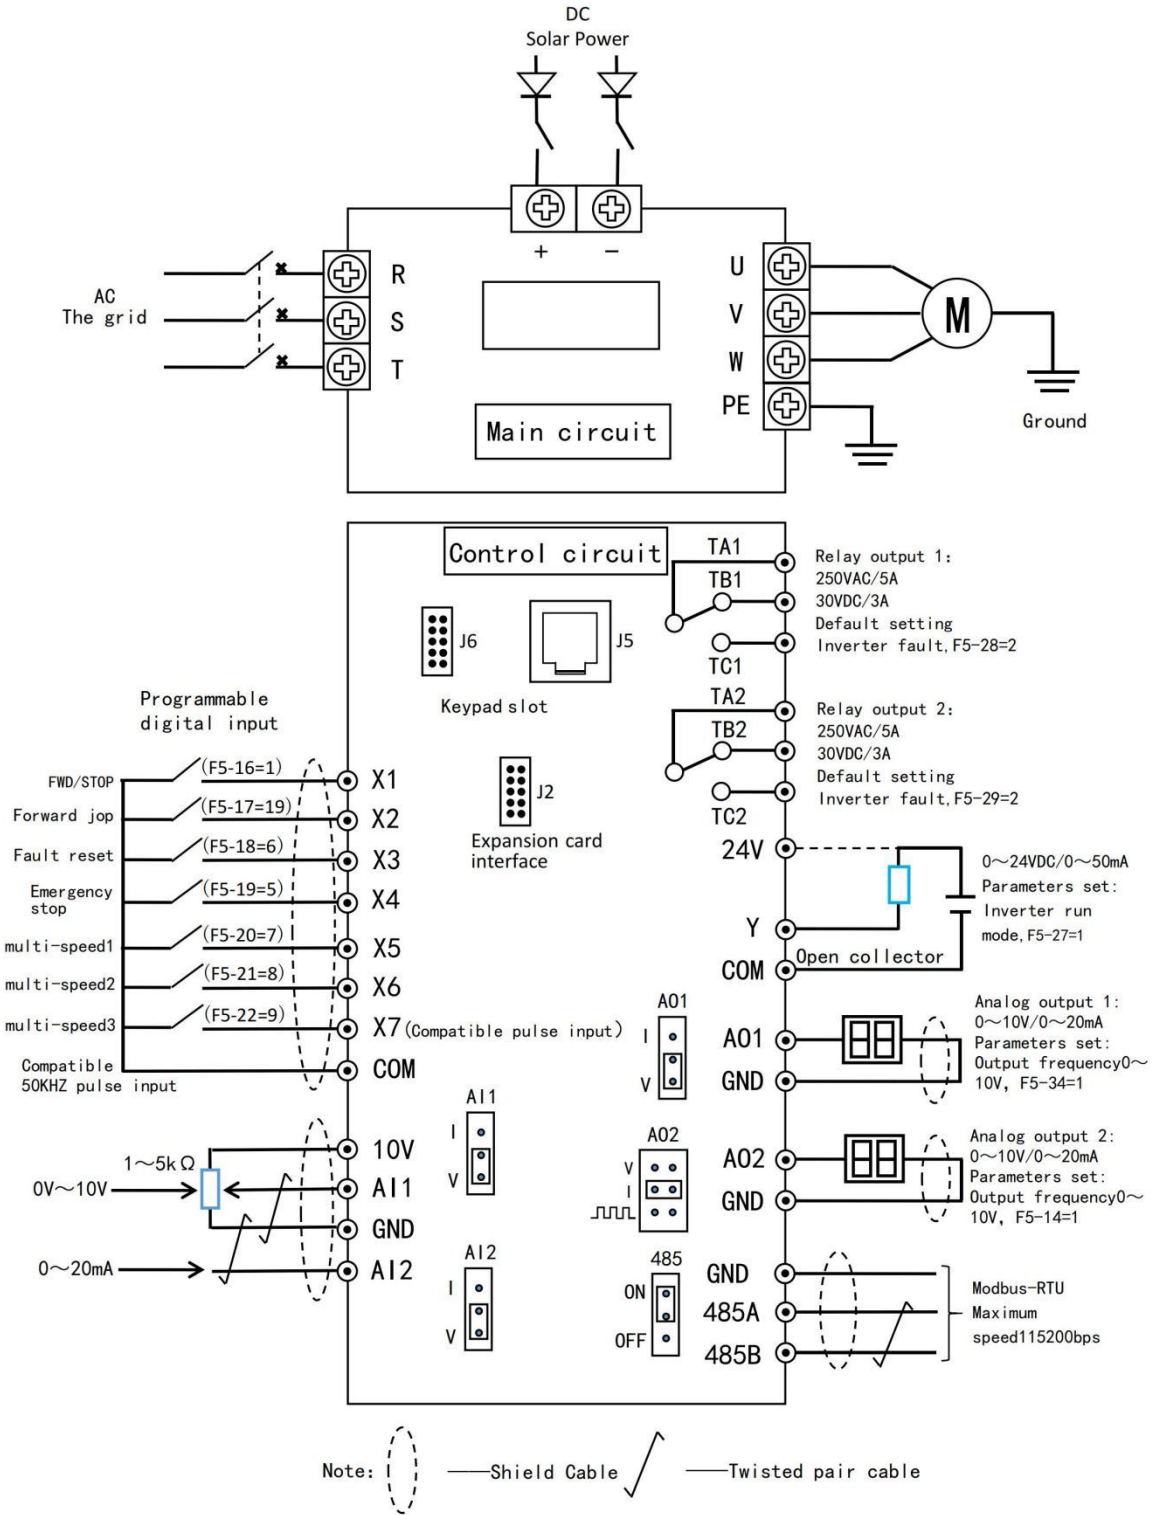 DC
Solar Power
+
−
AC
The grid
R
S
T
U
V
W
PE
M
Ground
Main circuit
Control circuit
J6
J5
Keypad slot
J2
Expansion card
interface
TA1
TB1
TC1
Relay output 1:
250VAC/5A
30VDC/3A
Default setting
Inverter fault, F5-28=2
TA2
TB2
TC2
Relay output 2:
250VAC/5A
30VDC/3A
Default setting
Inverter fault, F5-29=2
Programmable
digital input
FWD/STOP
(F5-16=1)
X1
Forward jop
(F5-17=19)
X2
Fault reset
(F5-18=6)
X3
Emergency
stop
(F5-19=5)
X4
multi-speed1
(F5-20=7)
X5
multi-speed2
(F5-21=8)
X6
multi-speed3
(F5-22=9)
X7 (Compatible pulse input)
Compatible
50KHZ pulse input
COM
24V
Y
COM
Open collector
0～24VDC/0～50mA
Parameters set:
Inverter run
mode, F5-27=1
AO1
I
V
AO1
GND
Analog output 1:
0～10V/0～20mA
Parameters set:
Output frequency0～
10V, F5-34=1
AI1
I
V
AO2
V
I
AO2
GND
Analog output 2:
0～10V/0～20mA
Parameters set:
Output frequency0～
10V, F5-14=1
1～5kΩ
0V～10V
0～20mA
10V
AI1
GND
AI2
AI2
I
V
485
ON
OFF
GND
485A
485B
Modbus-RTU
Maximum
speed115200bps
Note: ——Shield Cable ——Twisted pair cable